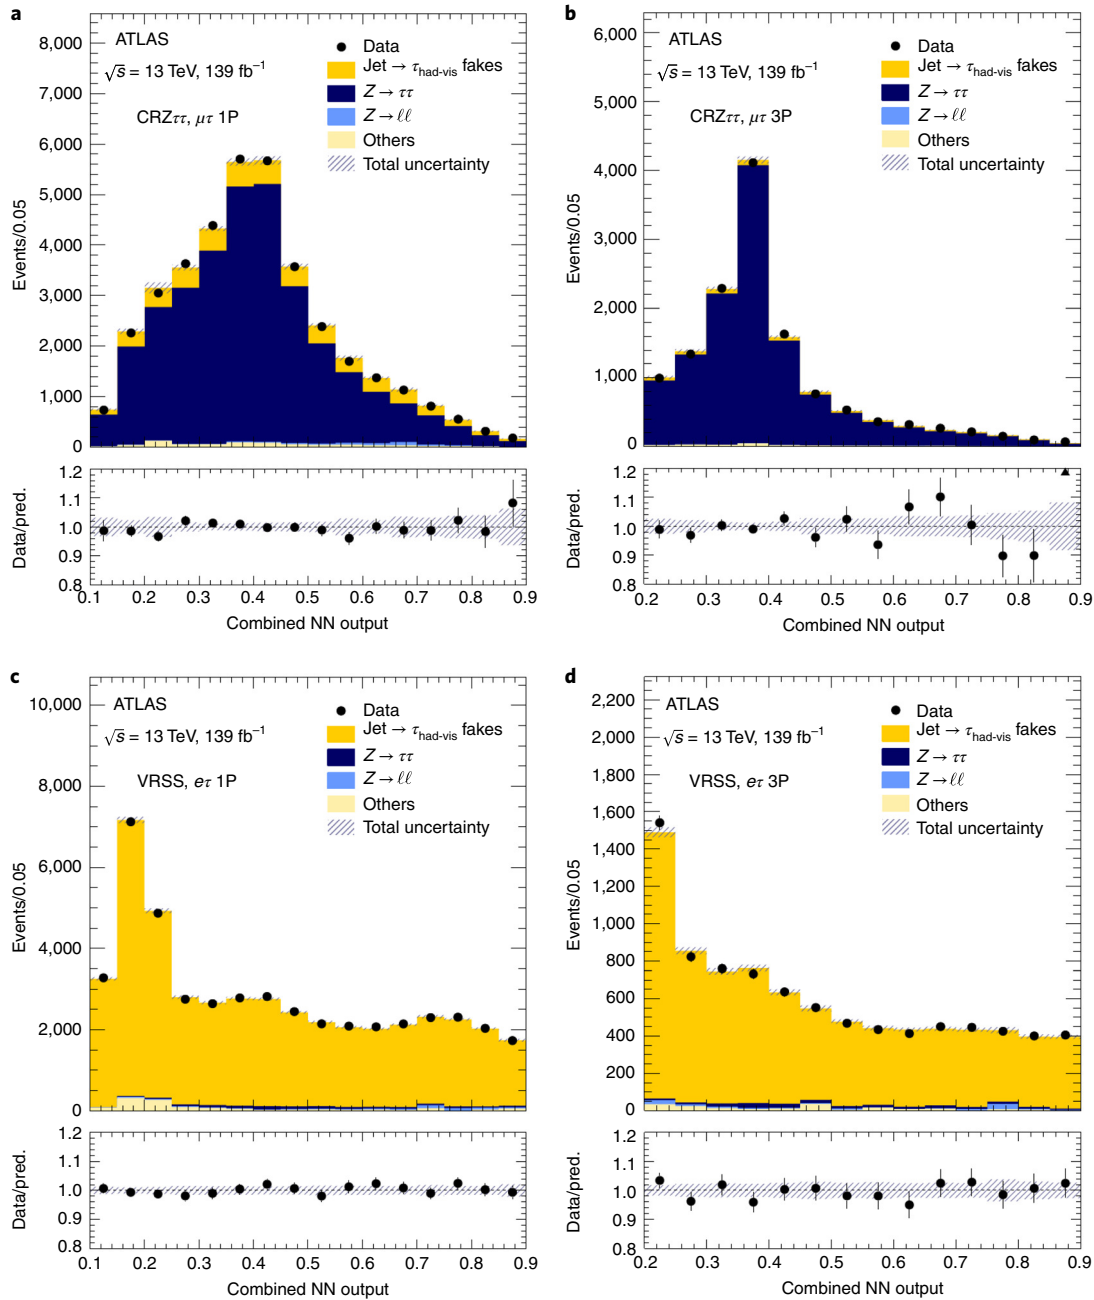 a
8,000
7,000
6,000
5,000
4,000
3,000
2,000
1,000
0
Events/0.05
ATLAS
√s = 13 TeV, 139 fb⁻¹
CRZττ, μτ 1P
Data
Jet → τhad-vis fakes
Z → ττ
Z → ℓℓ
Others
Total uncertainty
1.2
1.1
1.0
0.9
0.8
Data/pred.
0.1 0.2 0.3 0.4 0.5 0.6 0.7 0.8 0.9
Combined NN output
b
6,000
5,000
4,000
3,000
2,000
1,000
0
Events/0.05
ATLAS
√s = 13 TeV, 139 fb⁻¹
CRZττ, μτ 3P
Data
Jet → τhad-vis fakes
Z → ττ
Z → ℓℓ
Others
Total uncertainty
1.2
1.1
1.0
0.9
0.8
Data/pred.
0.2 0.3 0.4 0.5 0.6 0.7 0.8 0.9
Combined NN output
c
10,000
8,000
6,000
4,000
2,000
0
Events/0.05
ATLAS
√s = 13 TeV, 139 fb⁻¹
VRSS, eτ 1P
Data
Jet → τhad-vis fakes
Z → ττ
Z → ℓℓ
Others
Total uncertainty
1.2
1.1
1.0
0.9
0.8
Data/pred.
0.1 0.2 0.3 0.4 0.5 0.6 0.7 0.8 0.9
Combined NN output
d
2,200
2,000
1,800
1,600
1,400
1,200
1,000
800
600
400
200
0
Events/0.05
ATLAS
√s = 13 TeV, 139 fb⁻¹
VRSS, eτ 3P
Data
Jet → τhad-vis fakes
Z → ττ
Z → ℓℓ
Others
Total uncertainty
1.2
1.1
1.0
0.9
0.8
Data/pred.
0.2 0.3 0.4 0.5 0.6 0.7 0.8 0.9
Combined NN output